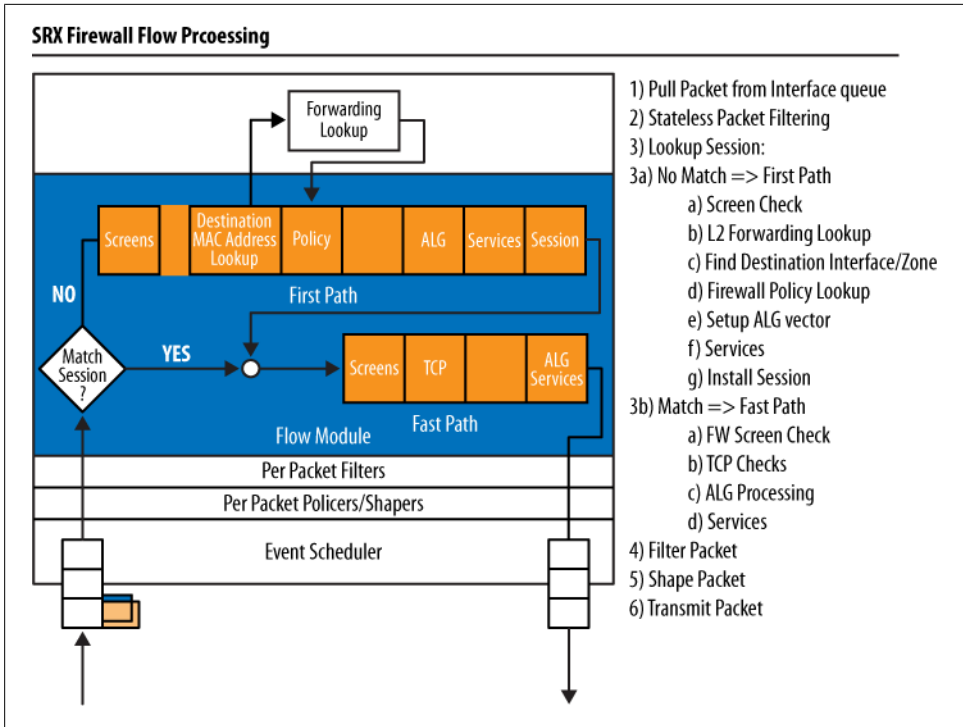 SRX Firewall Flow Prcoessing
Forwarding
Lookup
Screens
Destination
MAC Address
Lookup
Policy
ALG
Services
Session
First Path
NO
Match
Session
?
YES
Screens
TCP
ALG
Services
Fast Path
Flow Module
Per Packet Filters
Per Packet Policers/Shapers
Event Scheduler
1) Pull Packet from Interface queue
2) Stateless Packet Filtering
3) Lookup Session:
3a) No Match => First Path
a) Screen Check
b) L2 Forwarding Lookup
c) Find Destination Interface/Zone
d) Firewall Policy Lookup
e) Setup ALG vector
f) Services
g) Install Session
3b) Match => Fast Path
a) FW Screen Check
b) TCP Checks
c) ALG Processing
d) Services
4) Filter Packet
5) Shape Packet
6) Transmit Packet